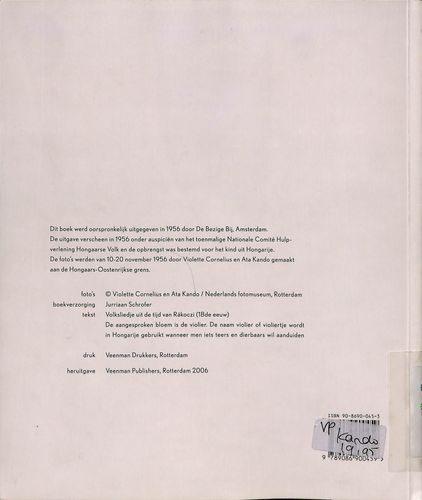 Dit boek werd oorspronkelijk uitgegeven in 1956 door De Bezige Bij, Amsterdam.
De uitgave verscheen in 1956 onder auspiciën van het toenmalige Nationale Comité Hulp-
verlening Hongaarse Volk en de opbrengst was bestemd voor het kind uit Hongarije.
De foto's werden van 10-20 november 1956 door Violette Cornelius en Ata Kando gemaakt
aan de Hongaars-Oostenrijkse grens.
foto's © Violette Cornelius en Ata Kando / Nederlands fotomuseum, Rotterdam
boekverzorging Jurriaan Schrofer
tekst Volksliedje uit de tijd van Rákoczi (18de eeuw)
De aangesproken bloem is de violier. De naam violier of violiertje wordt
in Hongarije gebruikt wanneer men iets teers en dierbaars wil aanduiden
druk Veenman Drukkers, Rotterdam
heruitgave Veenman Publishers, Rotterdam 2006
ISBN 90-8690-045-3
VP Kando
19,95
9 789086 900459